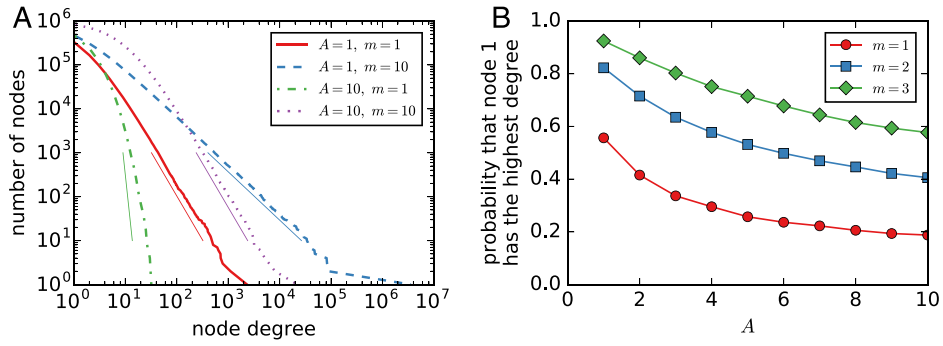 A
10^6
10^5
10^4
10^3
10^2
10^1
10^0
number of nodes
10^0 10^1 10^2 10^3 10^4 10^5 10^6 10^7
node degree
A = 1, m = 1
A = 1, m = 10
A = 10, m = 1
A = 10, m = 10
B
1.0
0.8
0.6
0.4
0.2
0.0
probability that node 1
has the highest degree
0 2 4 6 8 10
A
m = 1
m = 2
m = 3